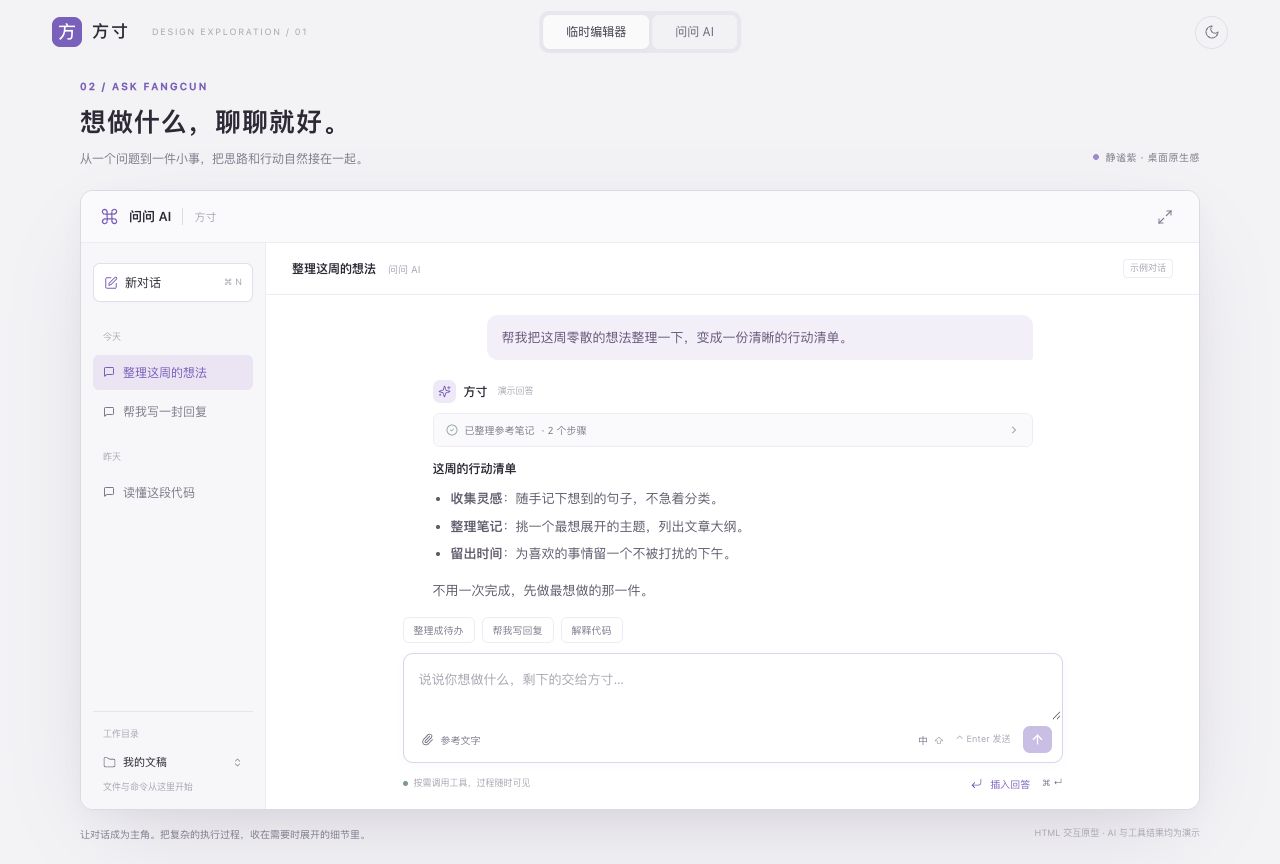 方 方寸 DESIGN EXPLORATION / 01 临时编辑器 问问 AI
02 / ASK FANGCUN
想做什么，聊聊就好。
从一个问题到一件小事，把思路和行动自然接在一起。
静谧紫 · 桌面原生感
问问 AI 方寸
新对话 ⌘ N
今天
整理这周的想法
帮我写一封回复
昨天
读懂这段代码
工作目录
我的文稿
文件与命令从这里开始
整理这周的想法 问问 AI 示例对话
帮我把这周零散的想法整理一下，变成一份清晰的行动清单。
方寸 演示回答
已整理参考笔记 · 2 个步骤
这周的行动清单
• 收集灵感：随手记下想到的句子，不急着分类。
• 整理笔记：挑一个最想展开的主题，列出文章大纲。
• 留出时间：为喜欢的事情留一个不被打扰的下午。
不用一次完成，先做最想做的那一件。
整理成待办 帮我写回复 解释代码
说说你想做什么，剩下的交给方寸...
参考文字 中 ⌃ Enter 发送
按需调用工具，过程随时可见 插入回答 ⌘ ↵
让对话成为主角。把复杂的执行过程，收在需要时展开的细节里。
HTML 交互原型 · AI 与工具结果均为演示